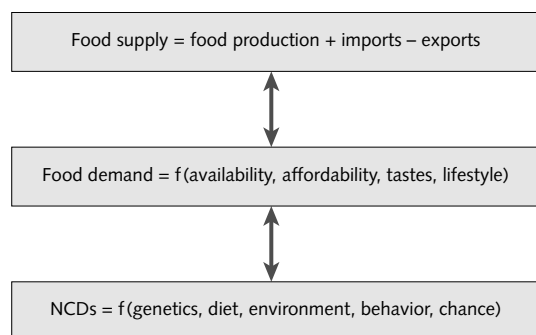 Food supply = food production + imports – exports
Food demand = f(availability, affordability, tastes, lifestyle)
NCDs = f(genetics, diet, environment, behavior, chance)